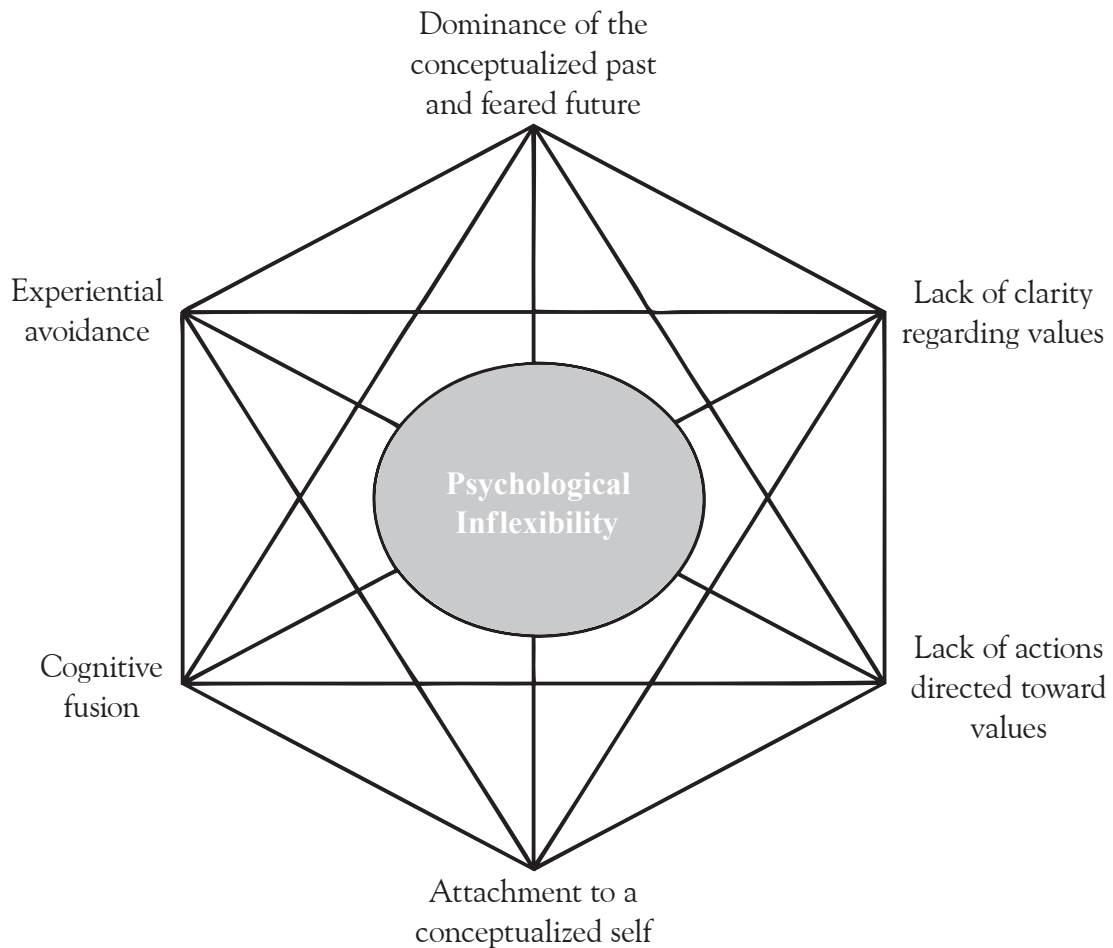 Dominance of the
conceptualized past
and feared future
Experiential
avoidance
Lack of clarity
regarding values
Psychological
Inflexibility
Cognitive
fusion
Lack of actions
directed toward
values
Attachment to a
conceptualized self